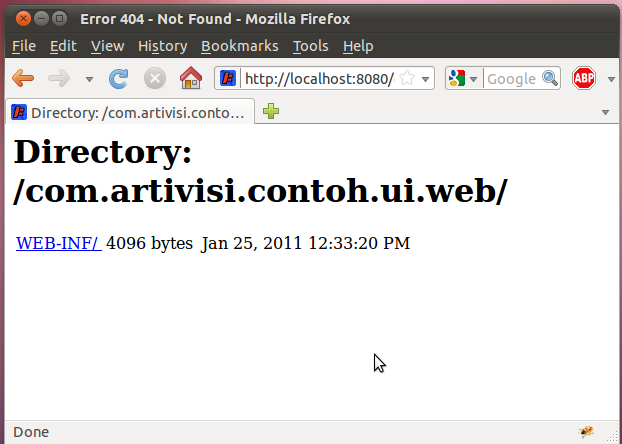 Error 404 - Not Found - Mozilla Firefox
File Edit View History Bookmarks Tools Help
http://localhost:8080/ Google ABP
Directory: /com.artivisi.conto...
Directory:
/com.artivisi.contoh.ui.web/
WEB-INF/ 4096 bytes Jan 25, 2011 12:33:20 PM
Done